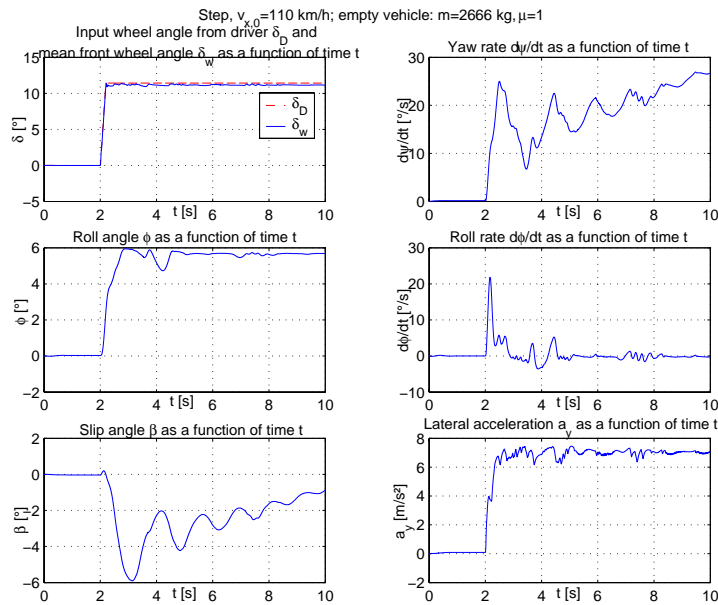 Step, v_x,0=110 km/h; empty vehicle: m=2666 kg, μ=1
Input wheel angle from driver δ_D and
mean front wheel angle δ_w as a function of time t
15
10
5
0
−5
δ [°]
0 2 4 6 8 10
t [s]
δ_D
δ_w
Yaw rate dψ/dt as a function of time t
30
20
10
0
dψ/dt [°/s]
0 2 4 6 8 10
t [s]
Roll angle ϕ as a function of time t
6
4
2
0
−2
ϕ [°]
0 2 4 6 8 10
t [s]
Roll rate dϕ/dt as a function of time t
30
20
10
0
−10
dϕ/dt [°/s]
0 2 4 6 8 10
t [s]
Slip angle β as a function of time t
2
0
−2
−4
−6
β [°]
0 2 4 6 8 10
t [s]
Lateral acceleration a_y as a function of time t
8
6
4
2
0
−2
a_y [m/s²]
0 2 4 6 8 10
t [s]